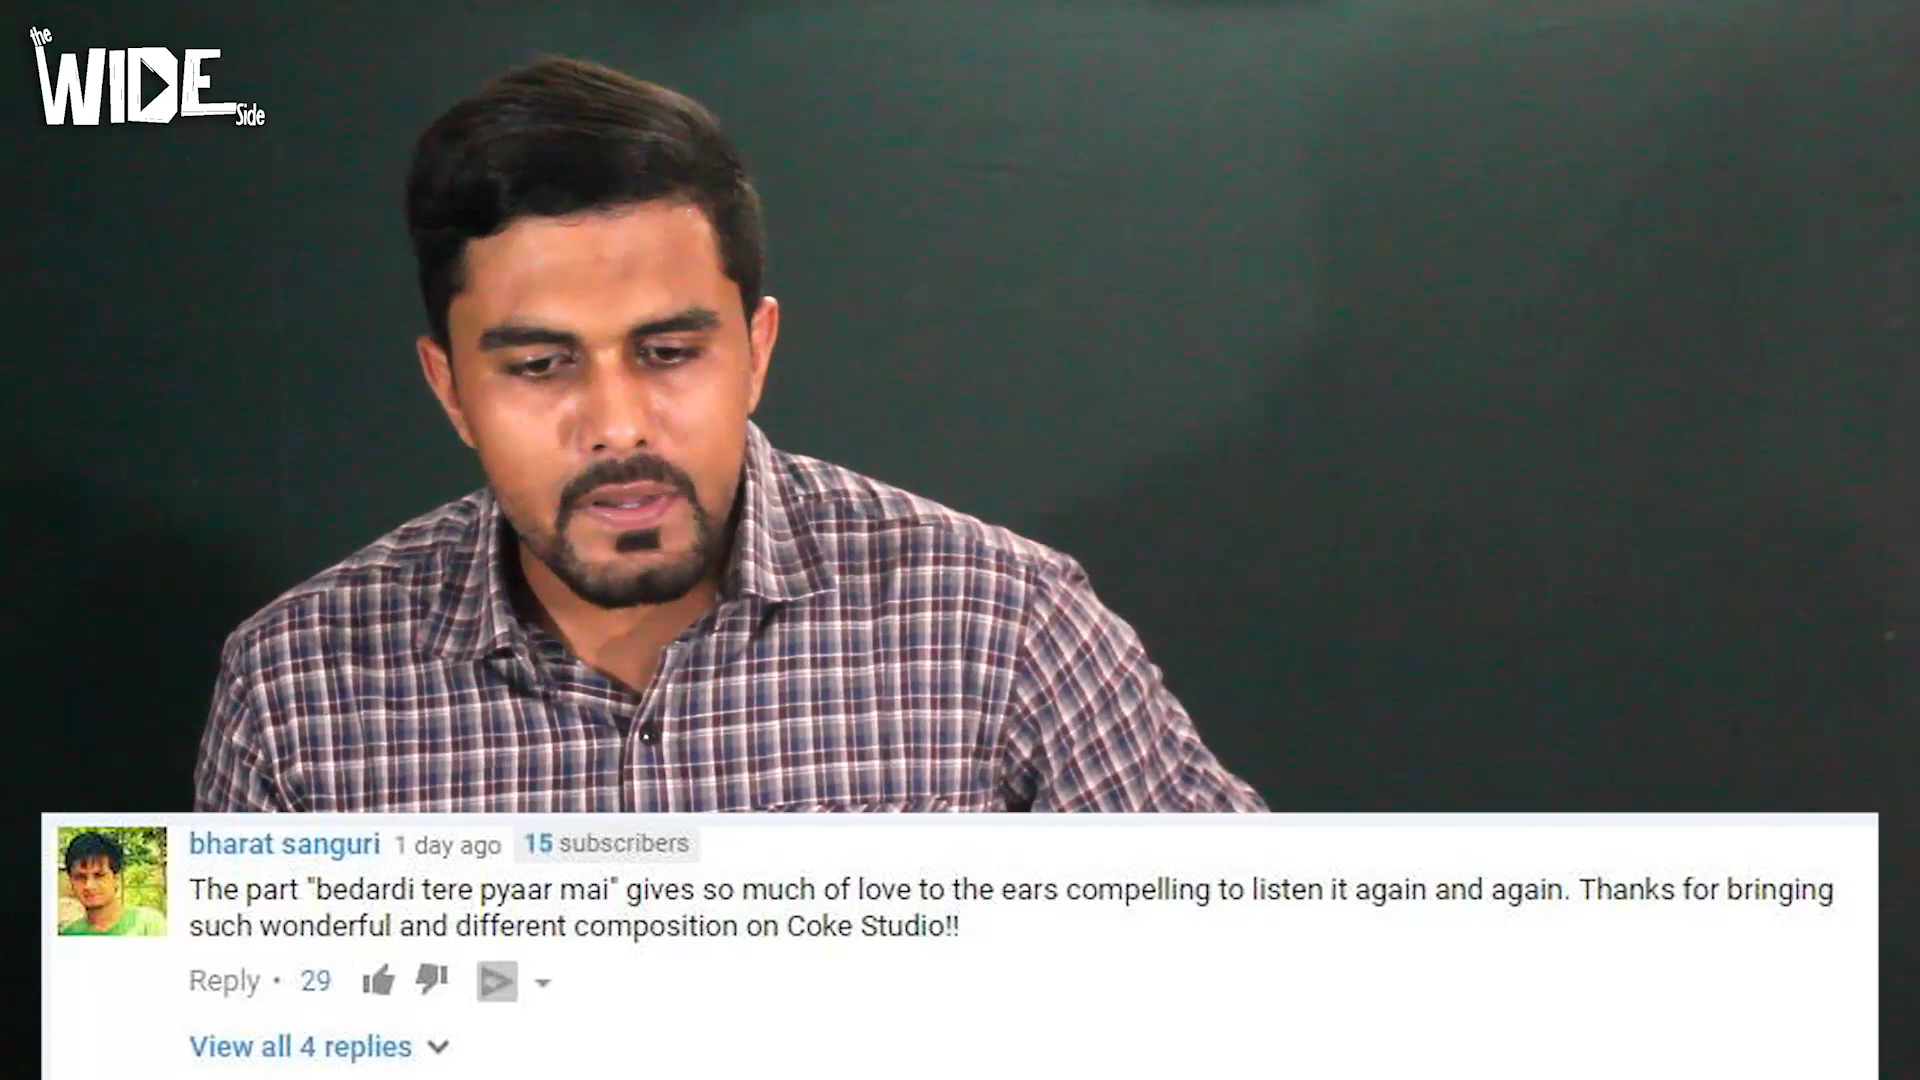 the
WIDE
Side
bharat sanguri 1 day ago 15 subscribers
The part "bedardi tere pyaar mai" gives so much of love to the ears compelling to listen it again and again. Thanks for bringing
such wonderful and different composition on Coke Studio!!
Reply • 29
View all 4 replies